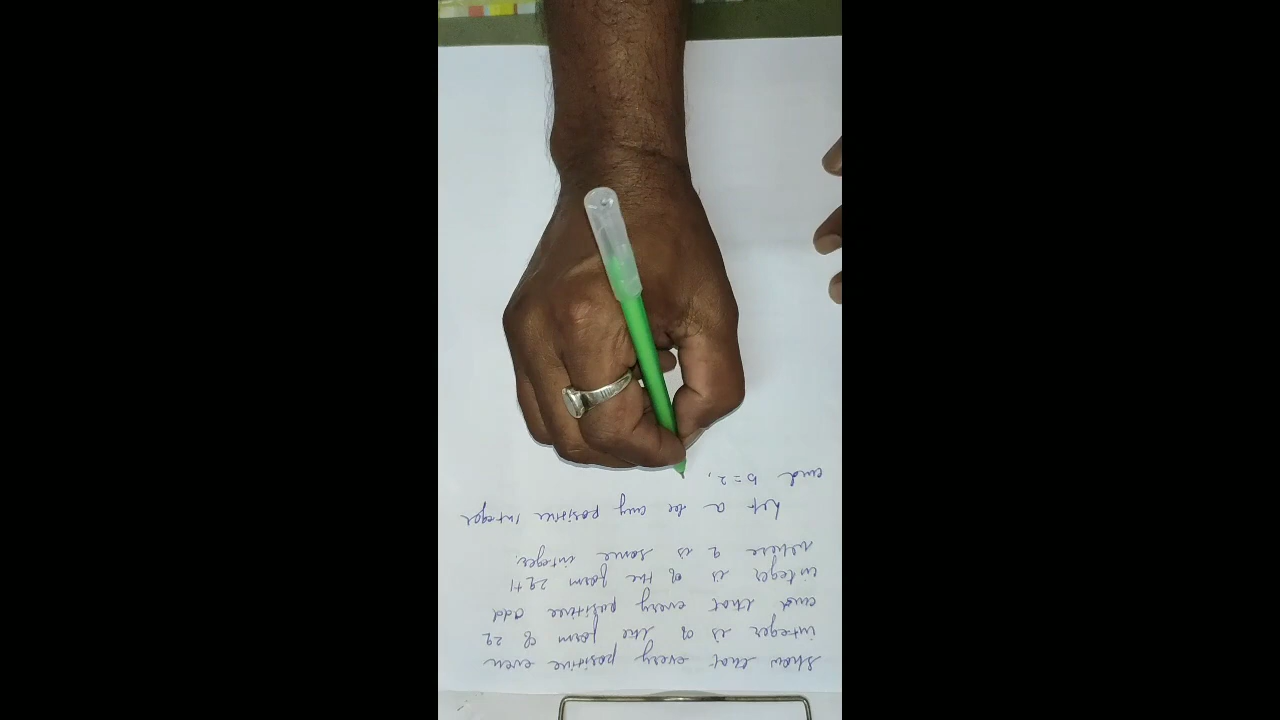 Show that every positive even
integer is of the form of 2q
and that every positive odd
integer is of the form 2q+1
where q is some integer.
Let a be any positive integer
and b=2,